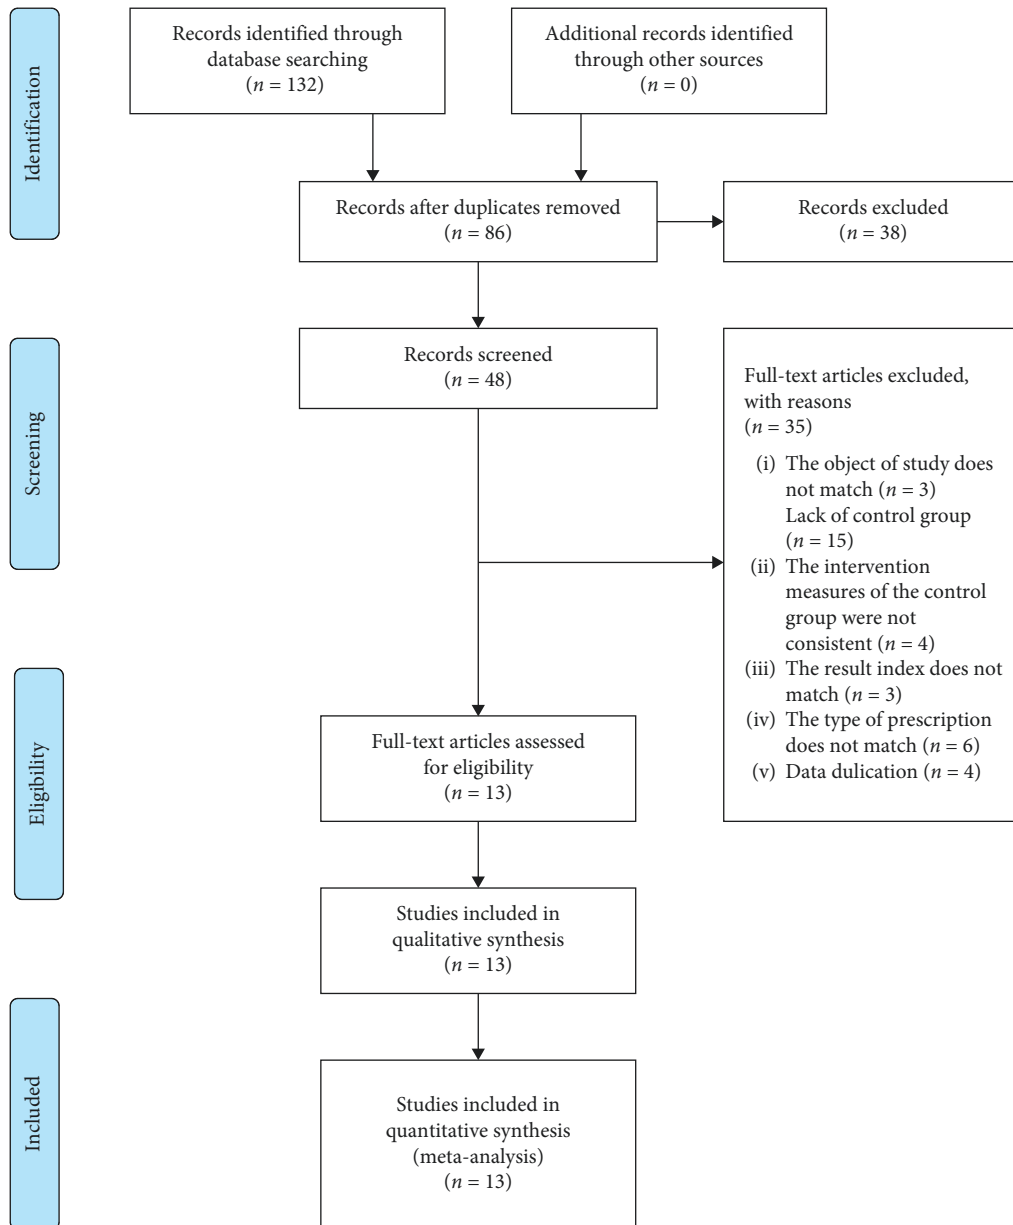 Identification
Records identified through
database searching
(n = 132)
Additional records identified
through other sources
(n = 0)
Records after duplicates removed
(n = 86)
Records excluded
(n = 38)
Screening
Records screened
(n = 48)
Full-text articles excluded,
with reasons
(n = 35)
(i) The object of study does
not match (n = 3)
Lack of control group
(n = 15)
(ii) The intervention
measures of the control
group were not
consistent (n = 4)
(iii) The result index does not
match (n = 3)
(iv) The type of prescription
does not match (n = 6)
(v) Data dulication (n = 4)
Eligibility
Full-text articles assessed
for eligibility
(n = 13)
Studies included in
qualitative synthesis
(n = 13)
Included
Studies included in
quantitative synthesis
(meta-analysis)
(n = 13)